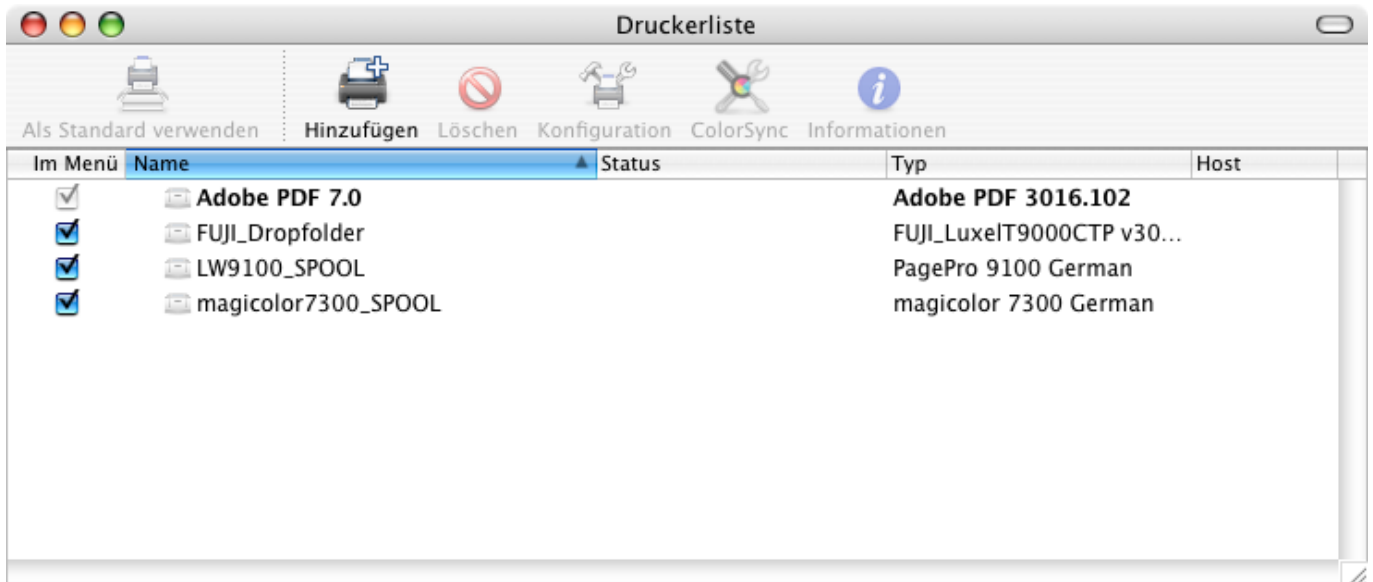 Druckerliste
Als Standard verwenden Hinzufügen Löschen Konfiguration ColorSync Informationen
Im Menü Name Status Typ Host
Adobe PDF 7.0 Adobe PDF 3016.102
FUJI_Dropfolder FUJI_LuxelT9000CTP v30...
LW9100_SPOOL PagePro 9100 German
magicolor7300_SPOOL magicolor 7300 German